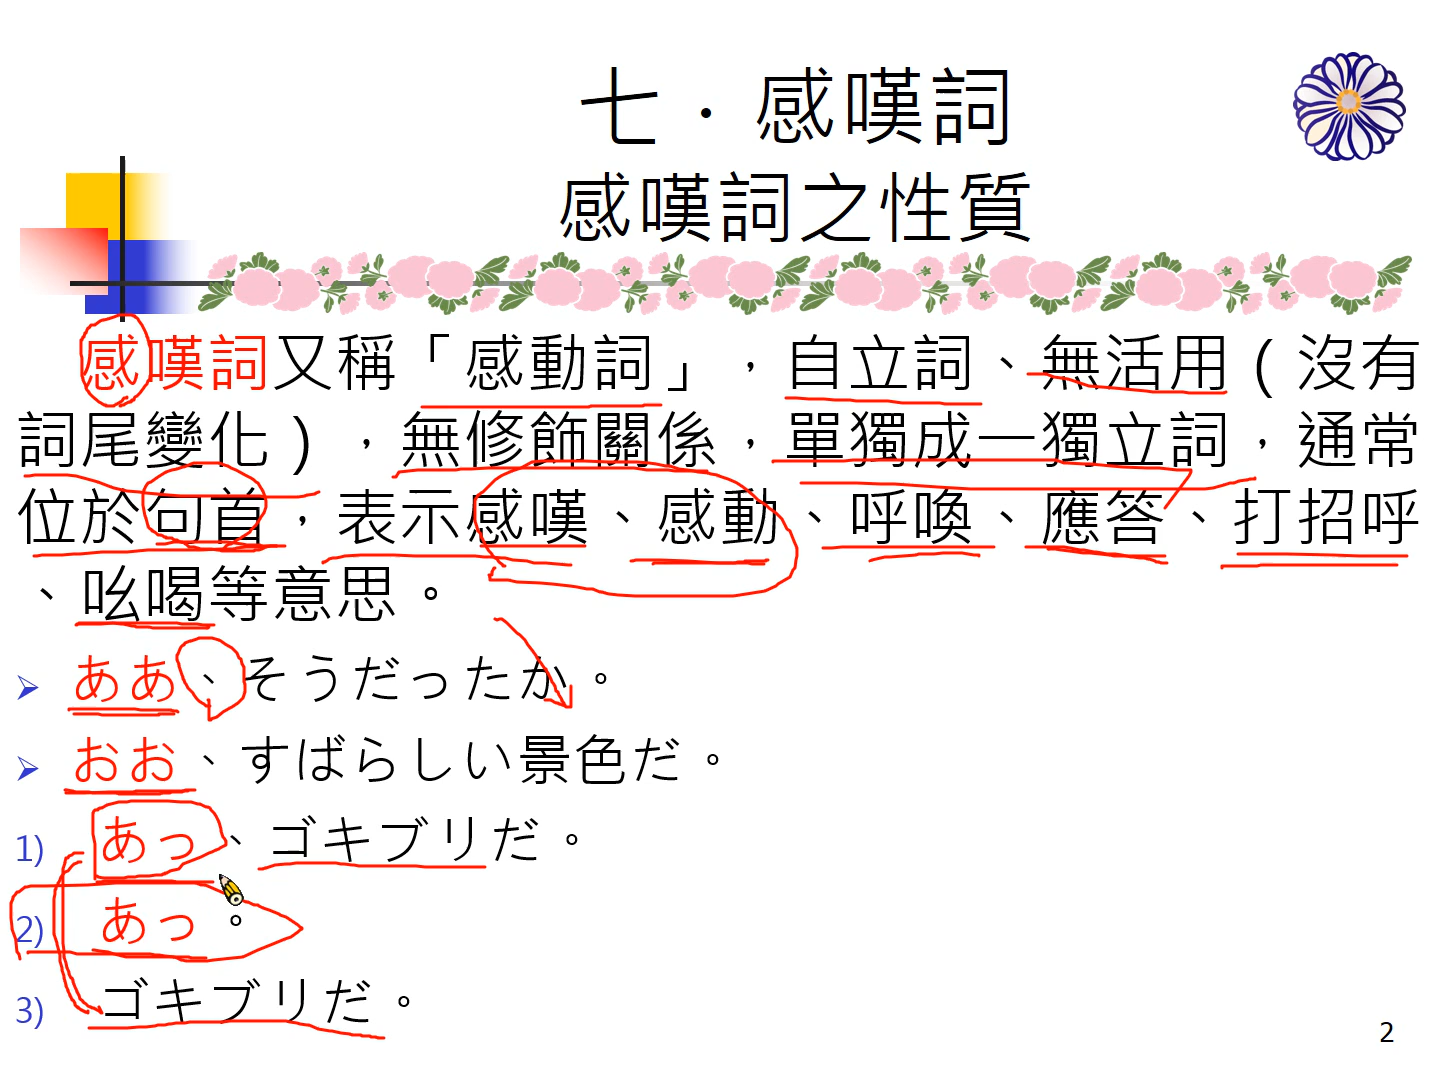 七．感嘆詞
感嘆詞之性質
感嘆詞又稱「感動詞」，自立詞、無活用(沒有
詞尾變化)，無修飾關係，單獨成一獨立詞，通常
位於句首，表示感嘆、感動、呼喚、應答、打招呼
、吆喝等意思。
ああ、そうだったか。
おお、すばらしい景色だ。
1) あっ、ゴキブリだ。
2) あっ。
3) ゴキブリだ。
2